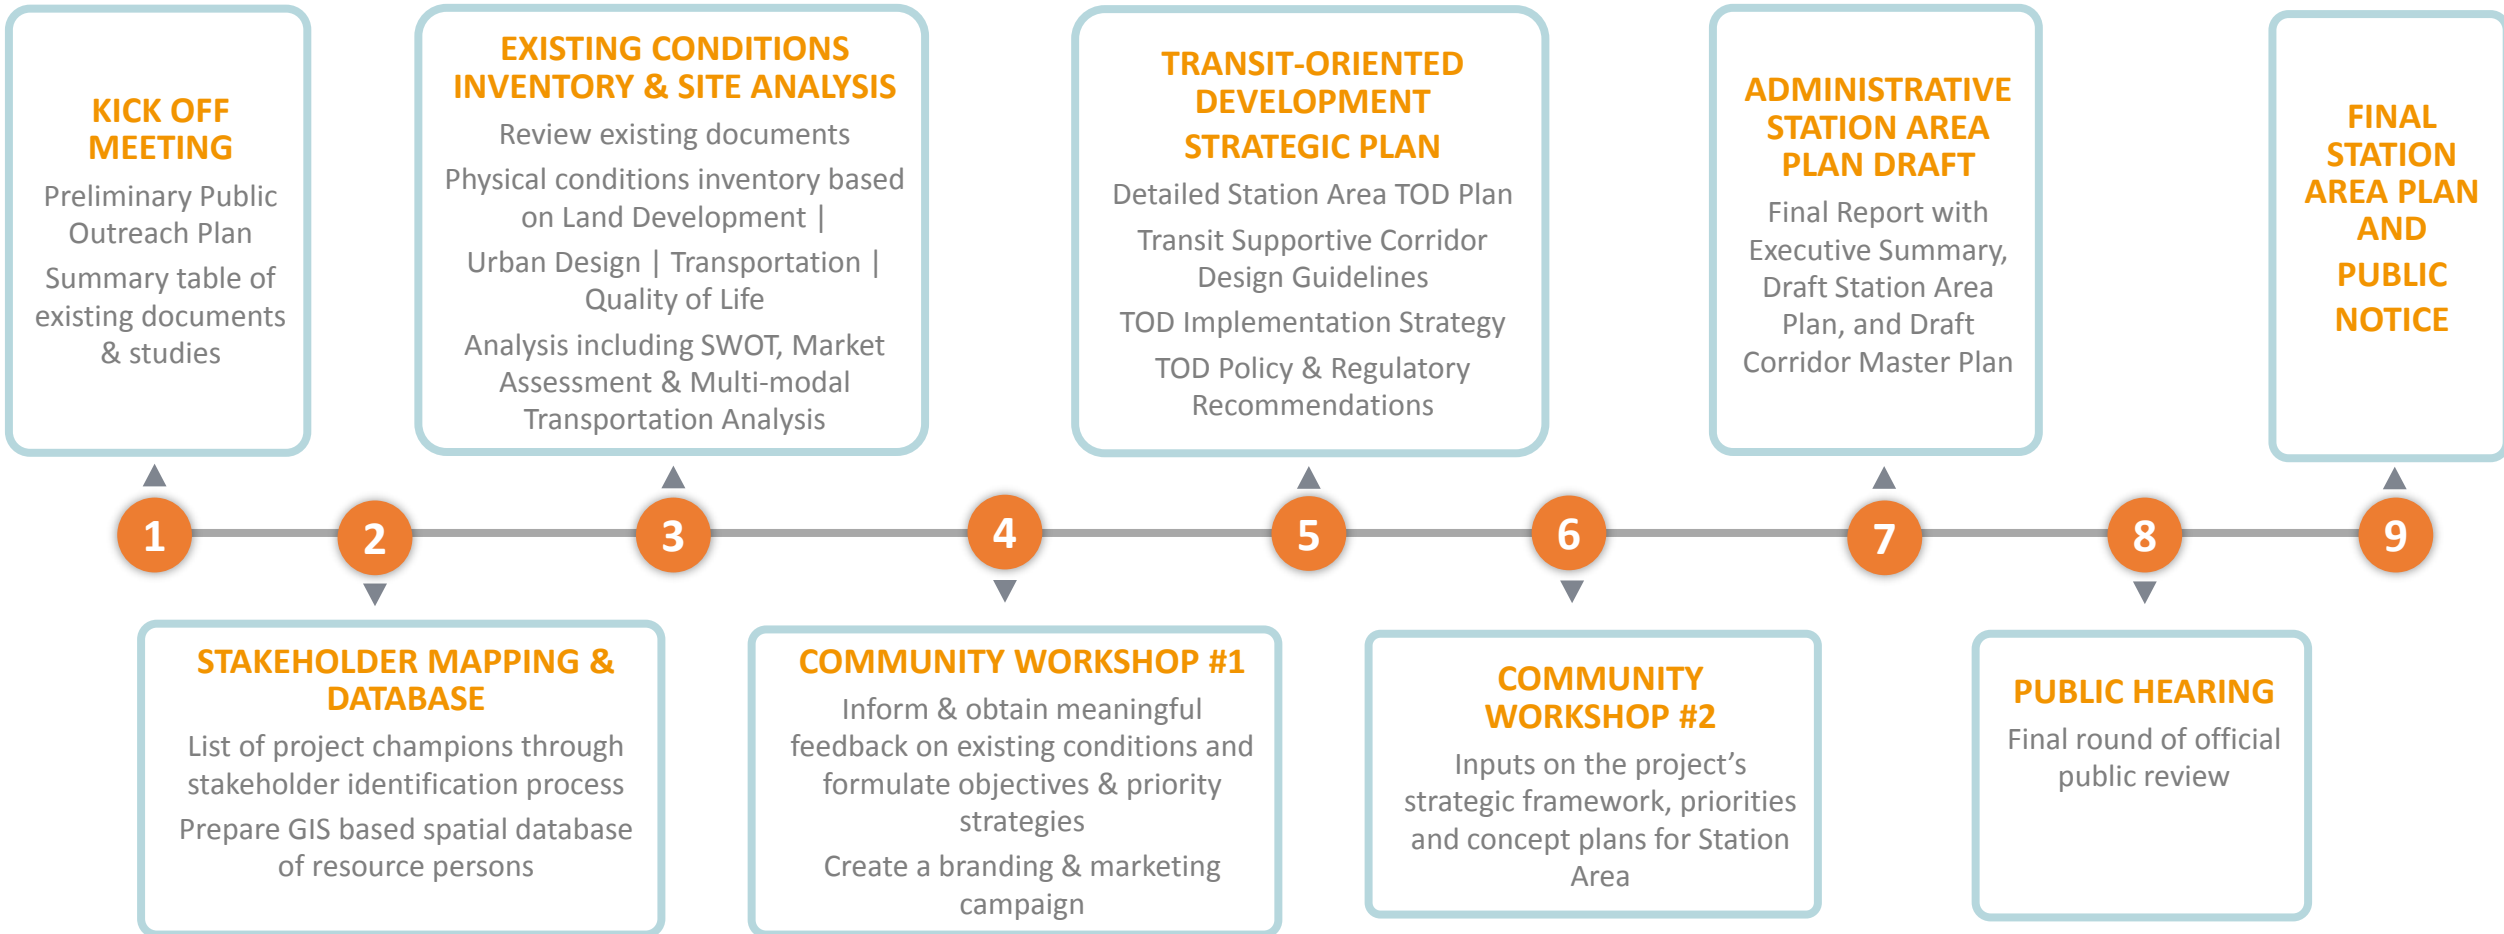 KICK OFF
MEETING
Preliminary Public
Outreach Plan
Summary table of
existing documents
& studies
EXISTING CONDITIONS
INVENTORY & SITE ANALYSIS
Review existing documents
Physical conditions inventory based
on Land Development |
Urban Design | Transportation |
Quality of Life
Analysis including SWOT, Market
Assessment & Multi-modal
Transportation Analysis
TRANSIT-ORIENTED
DEVELOPMENT
STRATEGIC PLAN
Detailed Station Area TOD Plan
Transit Supportive Corridor
Design Guidelines
TOD Implementation Strategy
TOD Policy & Regulatory
Recommendations
ADMINISTRATIVE
STATION AREA
PLAN DRAFT
Final Report with
Executive Summary,
Draft Station Area
Plan, and Draft
Corridor Master Plan
FINAL
STATION
AREA PLAN
AND
PUBLIC
NOTICE
1
2
3
4
5
6
7
8
9
STAKEHOLDER MAPPING &
DATABASE
List of project champions through
stakeholder identification process
Prepare GIS based spatial database
of resource persons
COMMUNITY WORKSHOP #1
Inform & obtain meaningful
feedback on existing conditions and
formulate objectives & priority
strategies
Create a branding & marketing
campaign
COMMUNITY
WORKSHOP #2
Inputs on the project's
strategic framework, priorities
and concept plans for Station
Area
PUBLIC HEARING
Final round of official
public review